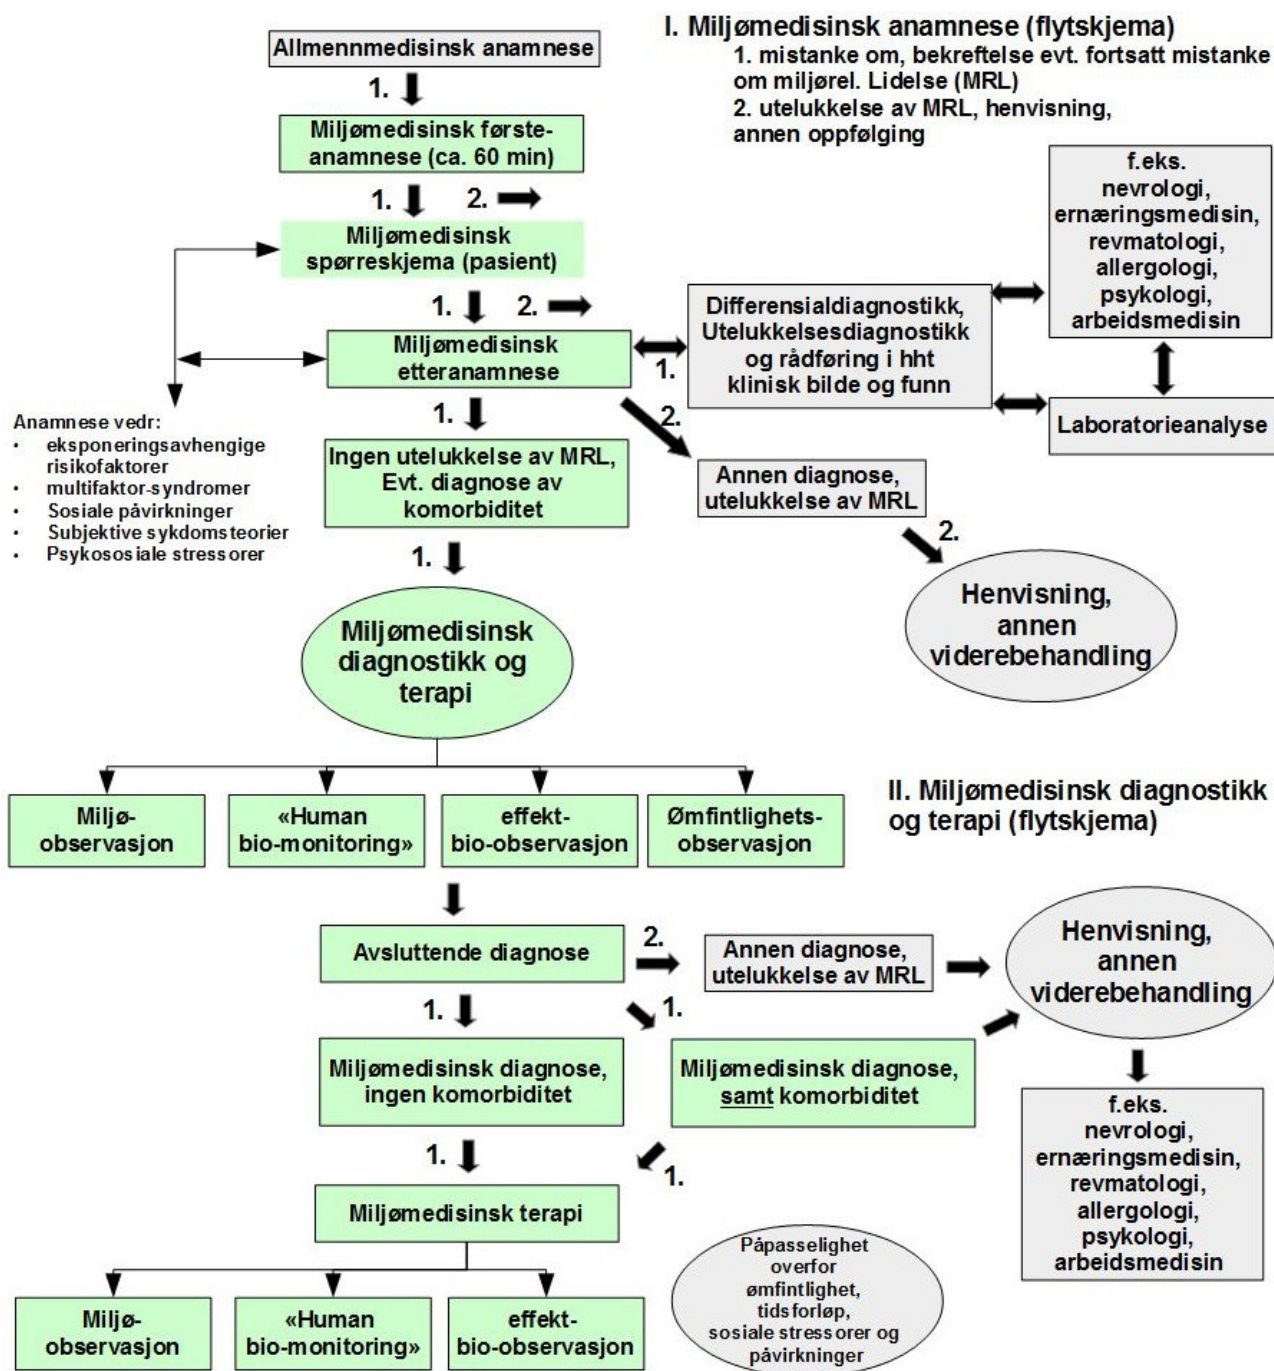 I. Miljømedisinsk anamnese (flytskjema)
1. mistanke om, bekreftelse evt. fortsatt mistanke
om miljørel. Lidelse (MRL)
2. utelukkelse av MRL, henvisning,
annen oppfølging
Allmennmedisinsk anamnese
1.
Miljømedisinsk første-
anamnese (ca. 60 min)
1.
2.
Miljømedisinsk
spørreskjema (pasient)
1.
2.
Miljømedisinsk
etteranamnese
1.
Differensialdiagnostikk,
Utelukkelsesdiagnostikk
og rådføring i hht
klinisk bilde og funn
f.eks.
nevrologi,
ernæringsmedisin,
revmatologi,
allergologi,
psykologi,
arbeidsmedisin
Laboratorieanalyse
Anamnese vedr:
• eksponeringsavhengige
risikofaktorer
• multifaktor-syndromer
• Sosiale påvirkninger
• Subjektive sykdomsteorier
• Psykososiale stressorer
1.
2.
Ingen utelukkelse av MRL,
Evt. diagnose av
komorbiditet
Annen diagnose,
utelukkelse av MRL
1.
2.
Henvisning,
annen
viderebehandling
Miljømedisinsk
diagnostikk og
terapi
II. Miljømedisinsk diagnostikk
og terapi (flytskjema)
Miljø-
observasjon
«Human
bio-monitoring»
effekt-
bio-observasjon
Ømfintlighets-
observasjon
Avsluttende diagnose
2.
Annen diagnose,
utelukkelse av MRL
Henvisning,
annen
viderebehandling
1.
1.
Miljømedisinsk diagnose,
ingen komorbiditet
Miljømedisinsk diagnose,
samt komorbiditet
f.eks.
nevrologi,
ernæringsmedisin,
revmatologi,
allergologi,
psykologi,
arbeidsmedisin
1.
1.
Miljømedisinsk terapi
Miljø-
observasjon
«Human
bio-monitoring»
effekt-
bio-observasjon
Påpasselighet
overfor
ømfintlighet,
tidsforløp,
sosiale stressorer og
påvirkninger